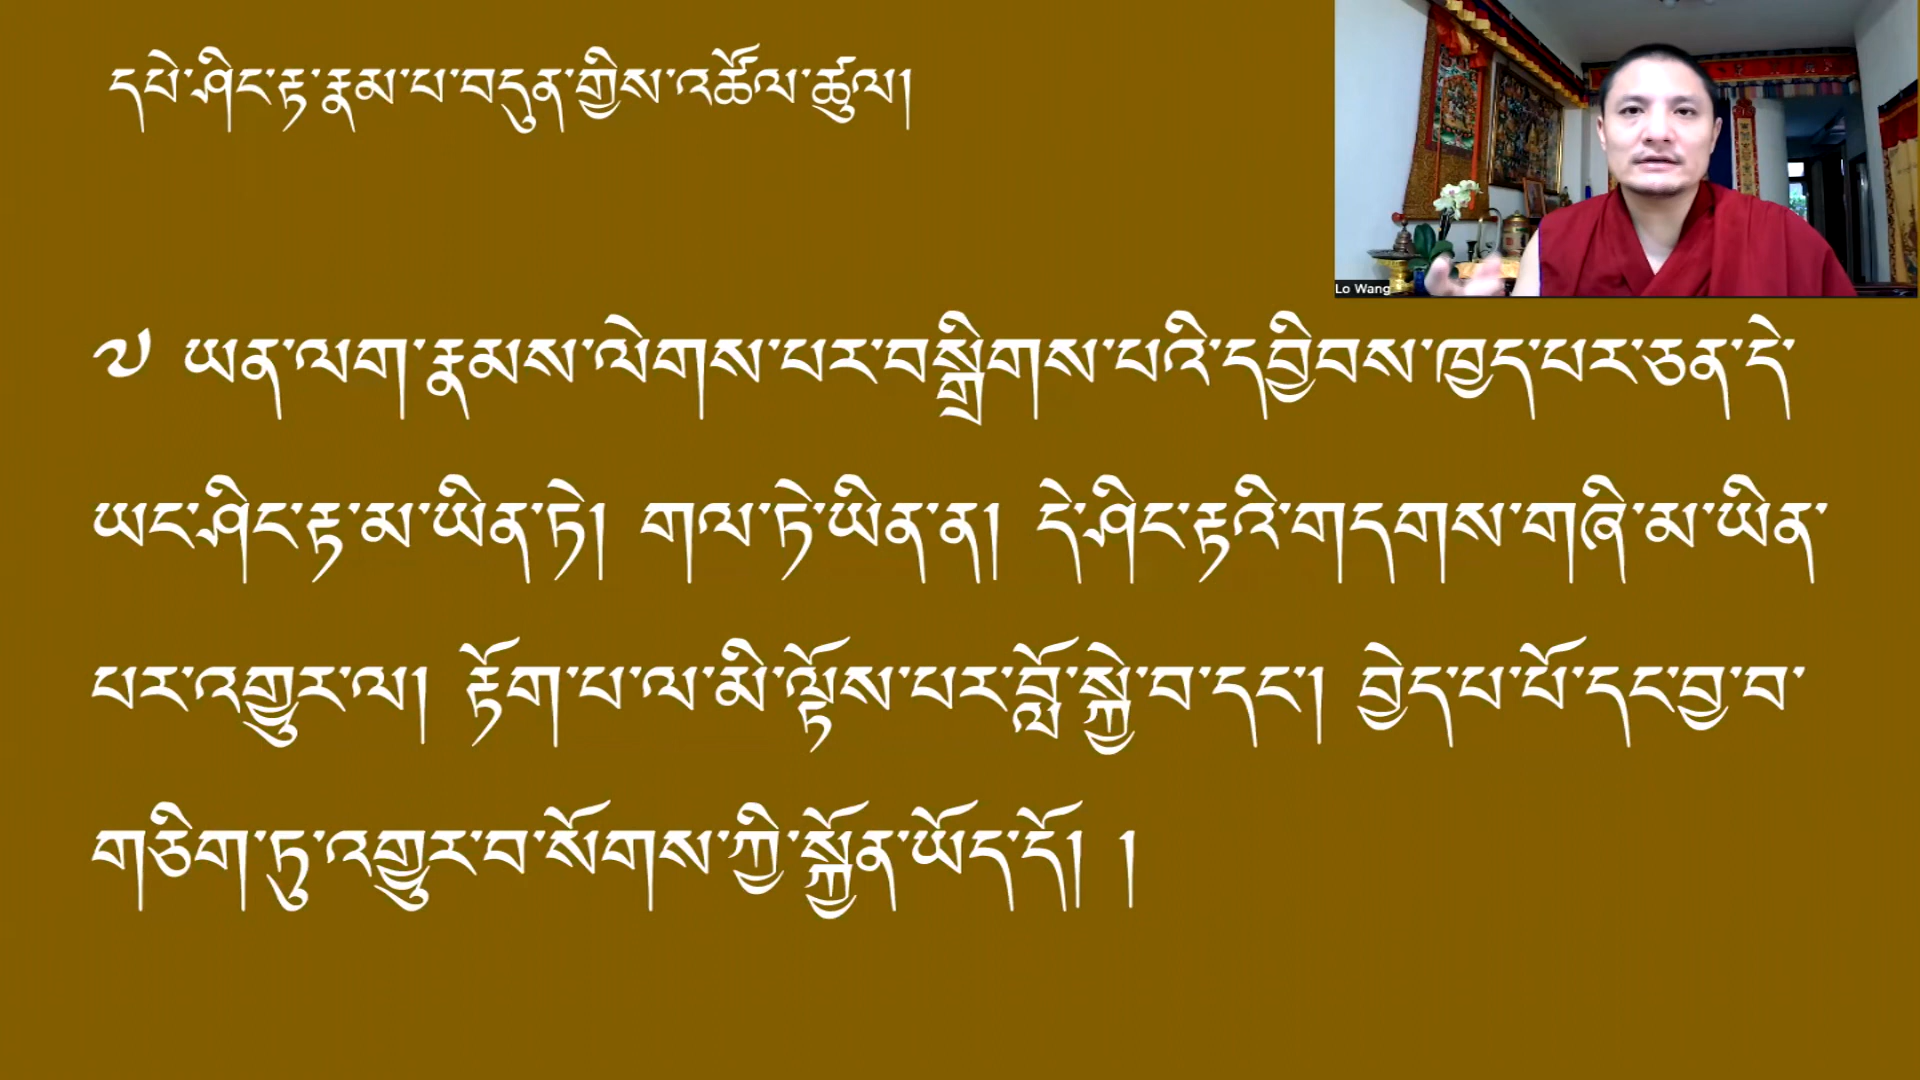 དཔེ་ཤིང་རྟ་རྣམ་པ་བདུན་གྱིས་འཚོལ་ཚུལ།
Lo Wang
༧ ཡན་ལག་རྣམས་ལེགས་པར་བསྒྲིགས་པའི་དབྱིབས་ཁྱད་པར་ཅན་དེ་
ཡང་ཤིང་རྟ་མ་ཡིན་ཏེ། གལ་ཏེ་ཡིན་ན། དེ་ཤིང་རྟའི་གདགས་གཞི་མ་ཡིན་
པར་འགྱུར་ལ། རྟོག་པ་ལ་མི་ལྟོས་པར་བློ་སྐྱེ་བ་དང་། བྱེད་པ་པོ་དང་བྱ་བ་
གཅིག་ཏུ་འགྱུར་བ་སོགས་ཀྱི་སྐྱོན་ཡོད་དོ། །